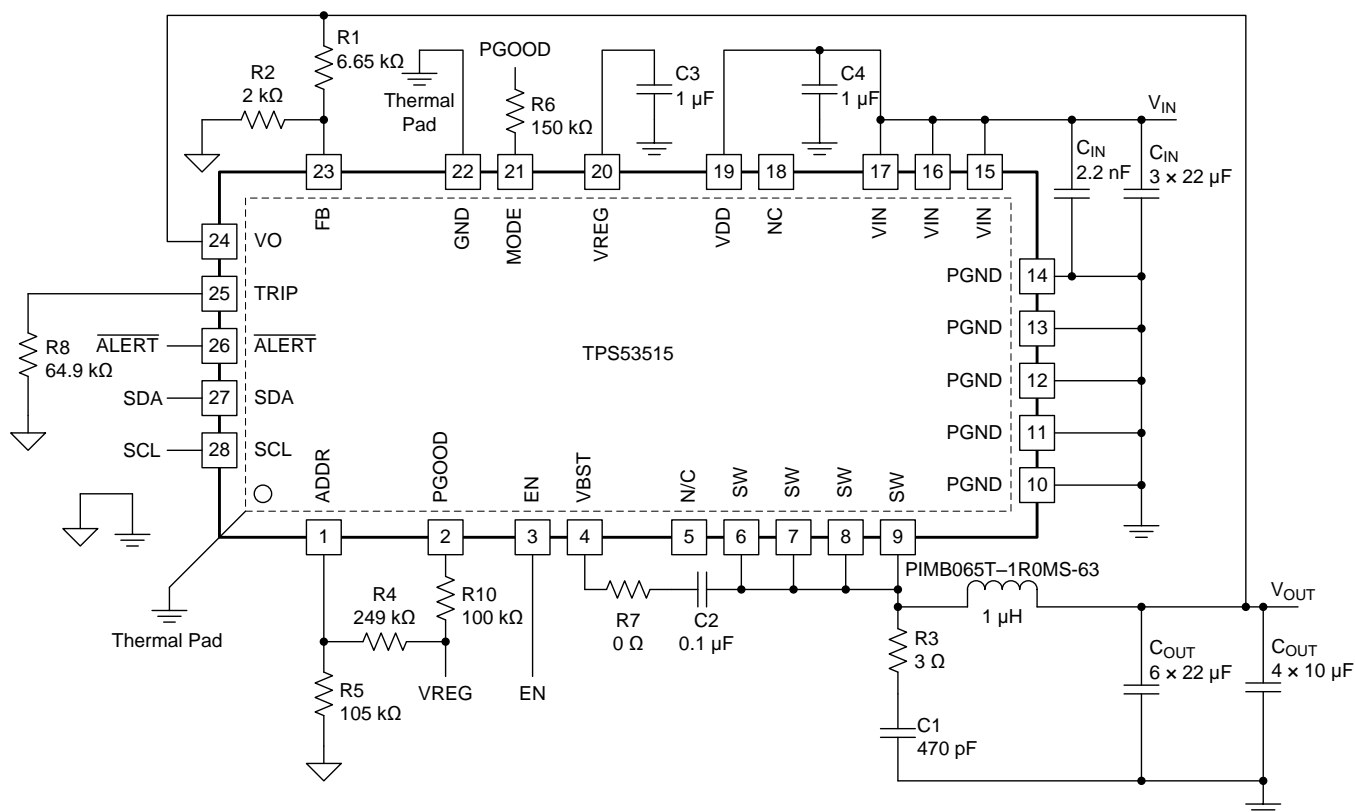 R1
6.65 kΩ
R2
2 kΩ
Thermal
Pad
PGOOD
R6
150 kΩ
C3
1 µF
C4
1 µF
VIN
CIN
2.2 nF
CIN
3 × 22 µF
23
22
21
20
19
18
17
16
15
FB
GND
MODE
VREG
VDD
NC
VIN
VIN
VIN
24
VO
25
TRIP
R8
64.9 kΩ
ALERT
26
ALERT
SDA
27
SDA
SCL
28
SCL
TPS53515
PGND
14
PGND
13
PGND
12
PGND
11
PGND
10
ADDR
PGOOD
EN
VBST
N/C
SW
SW
SW
SW
1
2
3
4
5
6
7
8
9
Thermal Pad
R4
249 kΩ
R10
100 kΩ
R5
105 kΩ
VREG
EN
R7
0 Ω
C2
0.1 µF
PIMB065T–1R0MS-63
1 µH
VOUT
R3
3 Ω
C1
470 pF
COUT
6 × 22 µF
COUT
4 × 10 µF